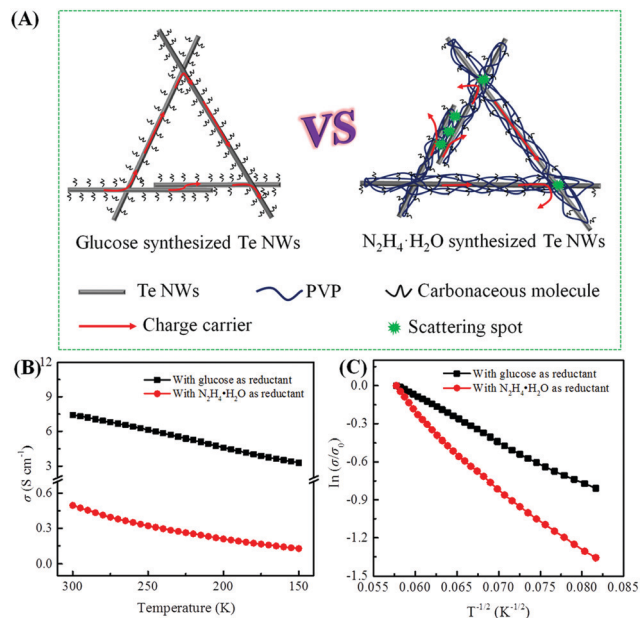 (A)
VS
Glucose synthesized Te NWs
N₂H₄·H₂O synthesized Te NWs
Te NWs
PVP
Carbonaceous molecule
Charge carrier
Scattering spot
(B)
9
With glucose as reductant
With N₂H₄•H₂O as reductant
6
3
0.6
0.3
0.0
σ (S cm⁻¹)
300
250
200
150
Temperature (K)
(C)
0.0
With glucose as reductant
With N₂H₄•H₂O as reductant
-0.3
-0.6
-0.9
-1.2
-1.5
ln (σ/σ₀)
0.055
0.060
0.065
0.070
0.075
0.080
0.085
T⁻¹/² (K⁻¹/²)